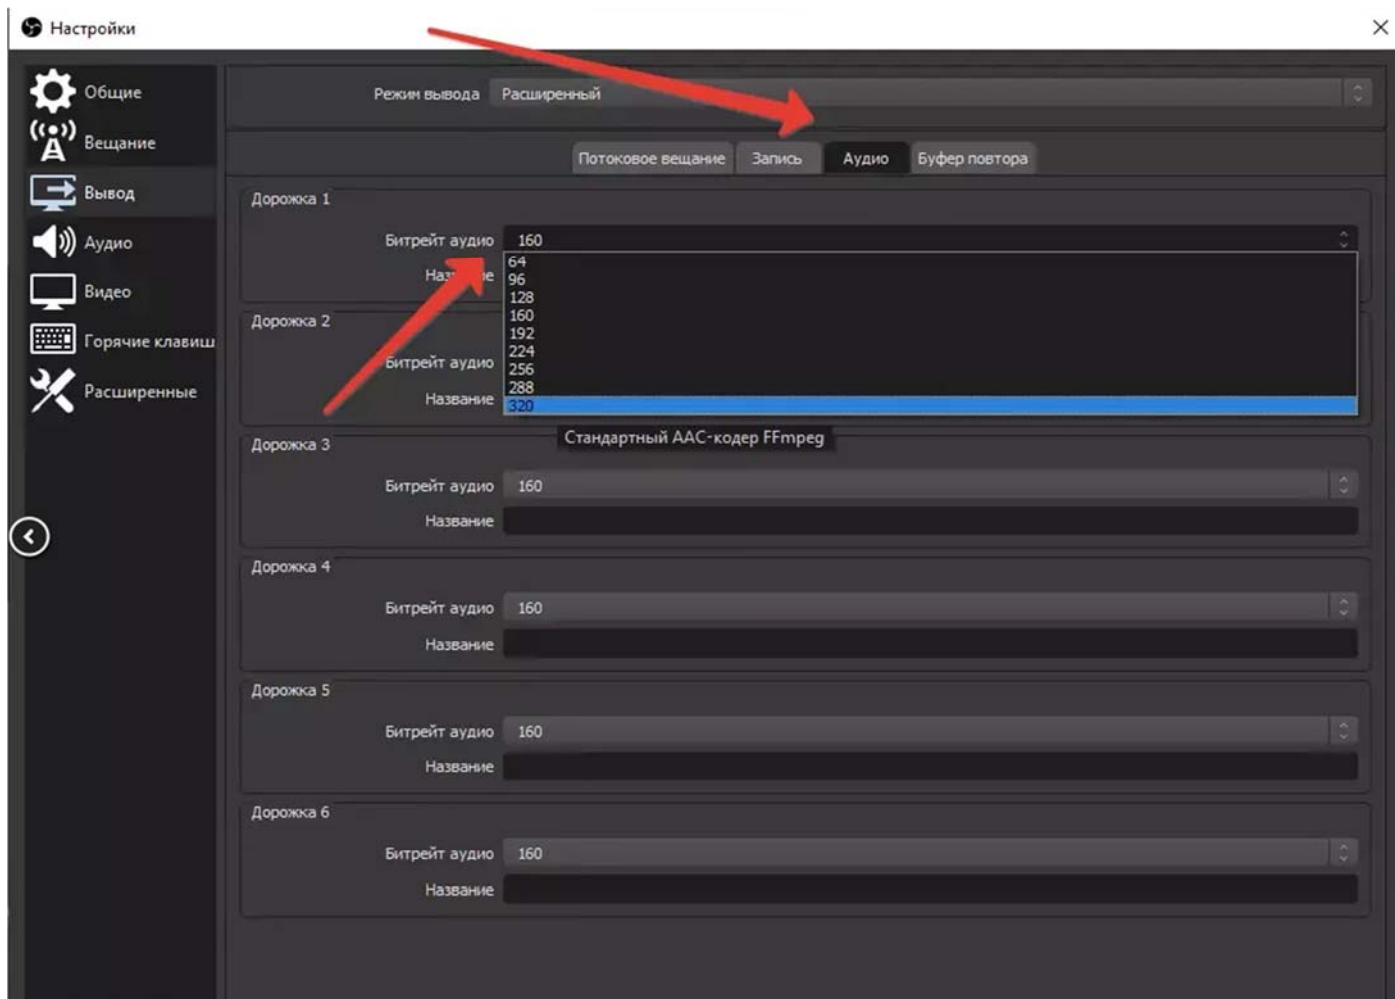 Настройки
Общие
Вещание
Вывод
Аудио
Видео
Горячие клавиш
Расширенные
Режим вывода Расширенный
Потоковое вещание Запись Аудио Буфер повтора
Дорожка 1
Битрейт аудио 160
64
96
128
160
192
224
256
288
320
Дорожка 2
Битрейт аудио
Название
Стандартный AAC-кодер FFmpeg
Дорожка 3
Битрейт аудио 160
Название
Дорожка 4
Битрейт аудио 160
Название
Дорожка 5
Битрейт аудио 160
Название
Дорожка 6
Битрейт аудио 160
Название